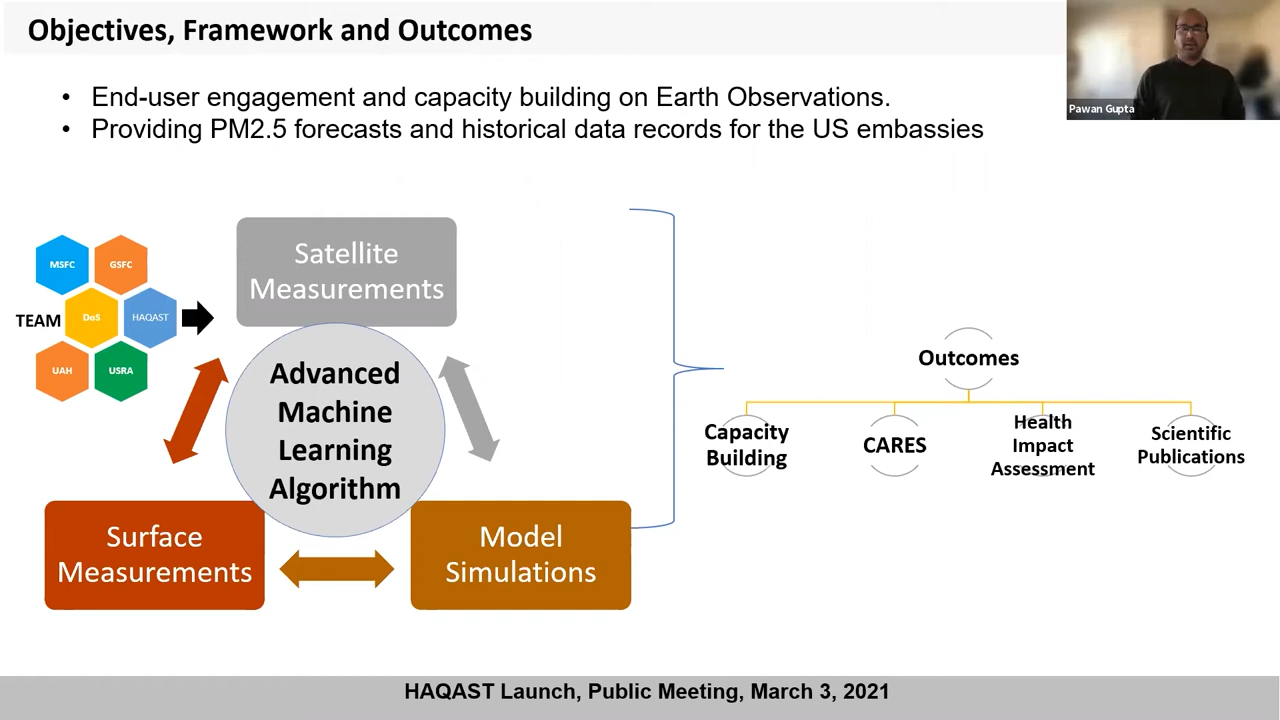 Objectives, Framework and Outcomes
Pawan Gupta
• End-user engagement and capacity building on Earth Observations.
• Providing PM2.5 forecasts and historical data records for the US embassies
MSFC
GSFC
TEAM
DoS
HAQAST
UAH
USRA
Satellite
Measurements
Advanced
Machine
Learning
Algorithm
Surface
Measurements
Model
Simulations
Outcomes
Capacity
Building
CARES
Health
Impact
Assessment
Scientific
Publications
HAQAST Launch, Public Meeting, March 3, 2021